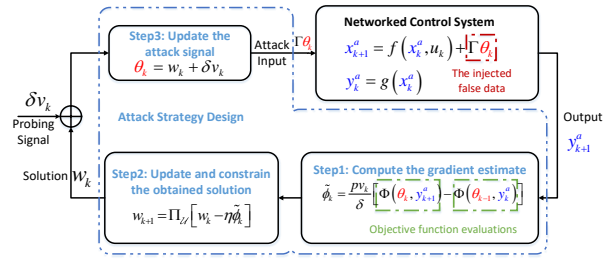 Step3: Update the
attack signal
θ_k = w_k + δv_k
Attack
Input
Γθ_k
Networked Control System
x^a_{k+1} = f(x^a_k, u_k) + Γθ_k
y^a_k = g(x^a_k)
The injected
false data
δv_k
Probing
Signal
Attack Strategy Design
Output
y^a_{k+1}
Solution w_k
Step2: Update and constrain
the obtained solution
w_{k+1} = Π_𝒰[w_k − ηφ̃_k]
Step1: Compute the gradient estimate
φ̃_k = pv_k/δ [Φ(θ_k, y^a_{k+1}) − Φ(θ_{k-1}, y^a_k)]
Objective function evaluations